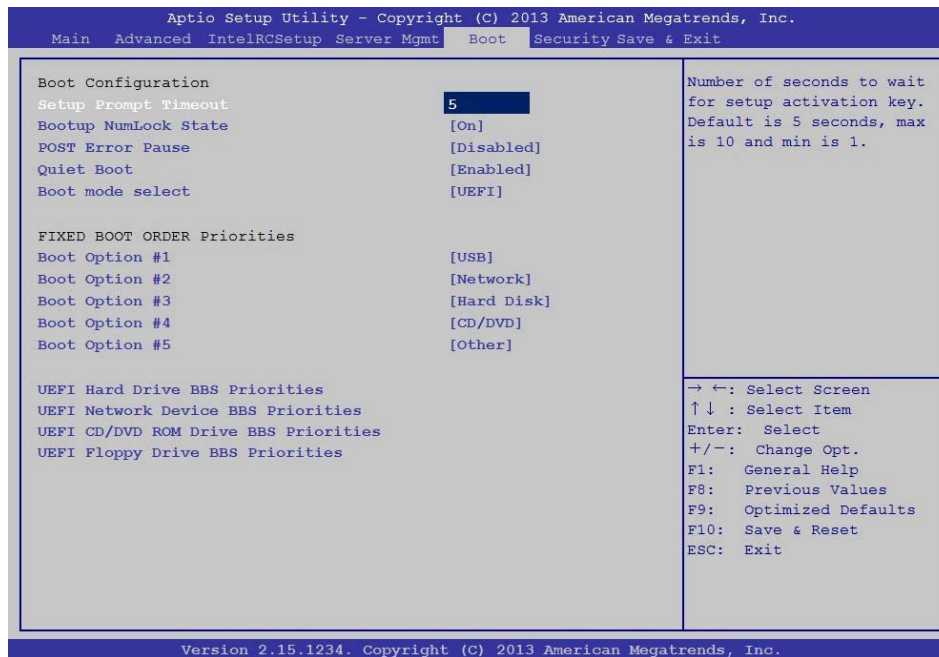 Aptio Setup Utility - Copyright (C) 2013 American Megatrends, Inc.
Main Advanced IntelRCSetup Server Mgmt Boot Security Save & Exit
Boot Configuration
Setup Prompt Timeout 5
Bootup NumLock State [On]
POST Error Pause [Disabled]
Quiet Boot [Enabled]
Boot mode select [UEFI]
FIXED BOOT ORDER Priorities
Boot Option #1 [USB]
Boot Option #2 [Network]
Boot Option #3 [Hard Disk]
Boot Option #4 [CD/DVD]
Boot Option #5 [Other]
UEFI Hard Drive BBS Priorities
UEFI Network Device BBS Priorities
UEFI CD/DVD ROM Drive BBS Priorities
UEFI Floppy Drive BBS Priorities
Number of seconds to wait
for setup activation key.
Default is 5 seconds, max
is 10 and min is 1.
→ ←: Select Screen
↑↓ : Select Item
Enter: Select
+/-: Change Opt.
F1: General Help
F8: Previous Values
F9: Optimized Defaults
F10: Save & Reset
ESC: Exit
Version 2.15.1234. Copyright (C) 2013 American Megatrends, Inc.